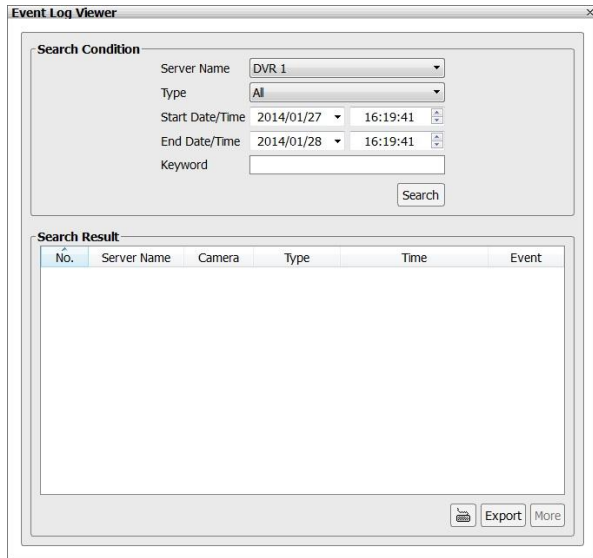 Event Log Viewer
Search Condition
Server Name DVR 1
Type All
Start Date/Time 2014/01/27 16:19:41
End Date/Time 2014/01/28 16:19:41
Keyword
Search
Search Result
No. Server Name Camera Type Time Event
Export More